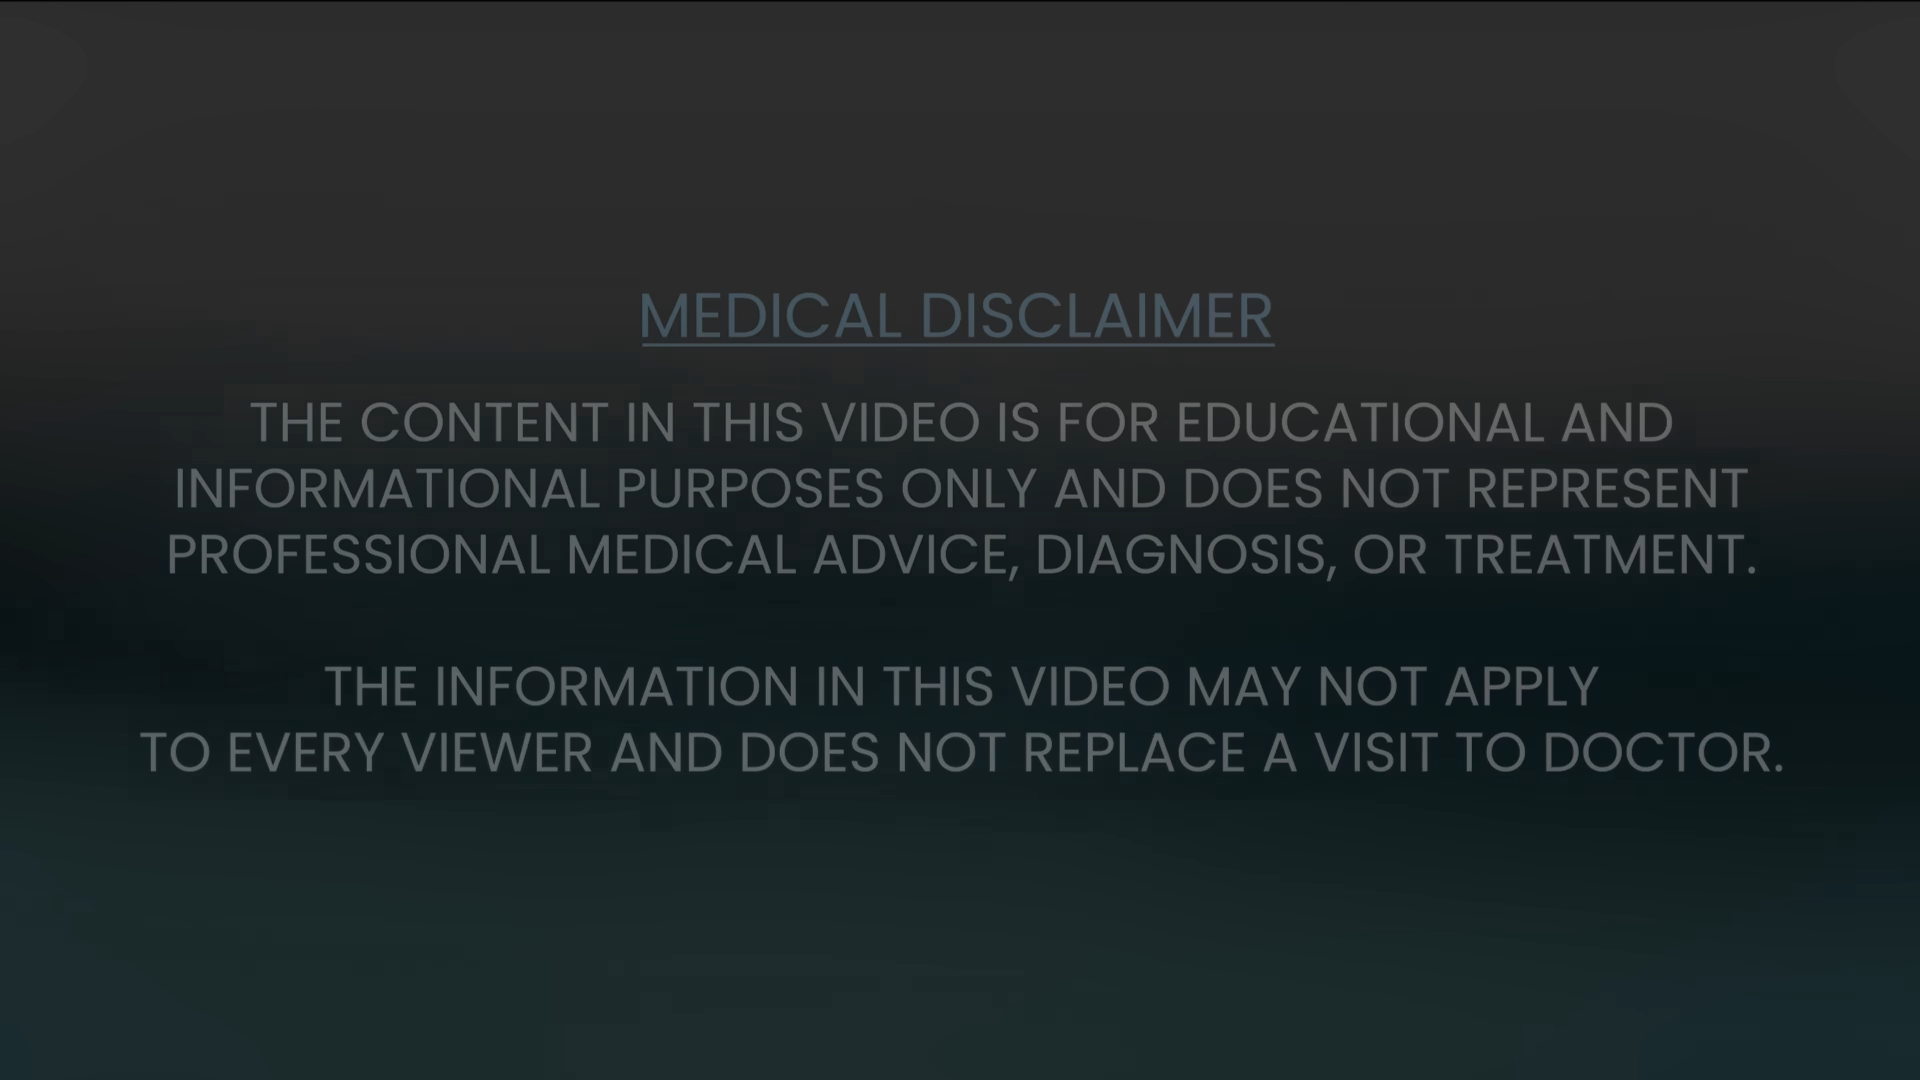 MEDICAL DISCLAIMER
THE CONTENT IN THIS VIDEO IS FOR EDUCATIONAL AND
INFORMATIONAL PURPOSES ONLY AND DOES NOT REPRESENT
PROFESSIONAL MEDICAL ADVICE, DIAGNOSIS, OR TREATMENT.
THE INFORMATION IN THIS VIDEO MAY NOT APPLY
TO EVERY VIEWER AND DOES NOT REPLACE A VISIT TO DOCTOR.